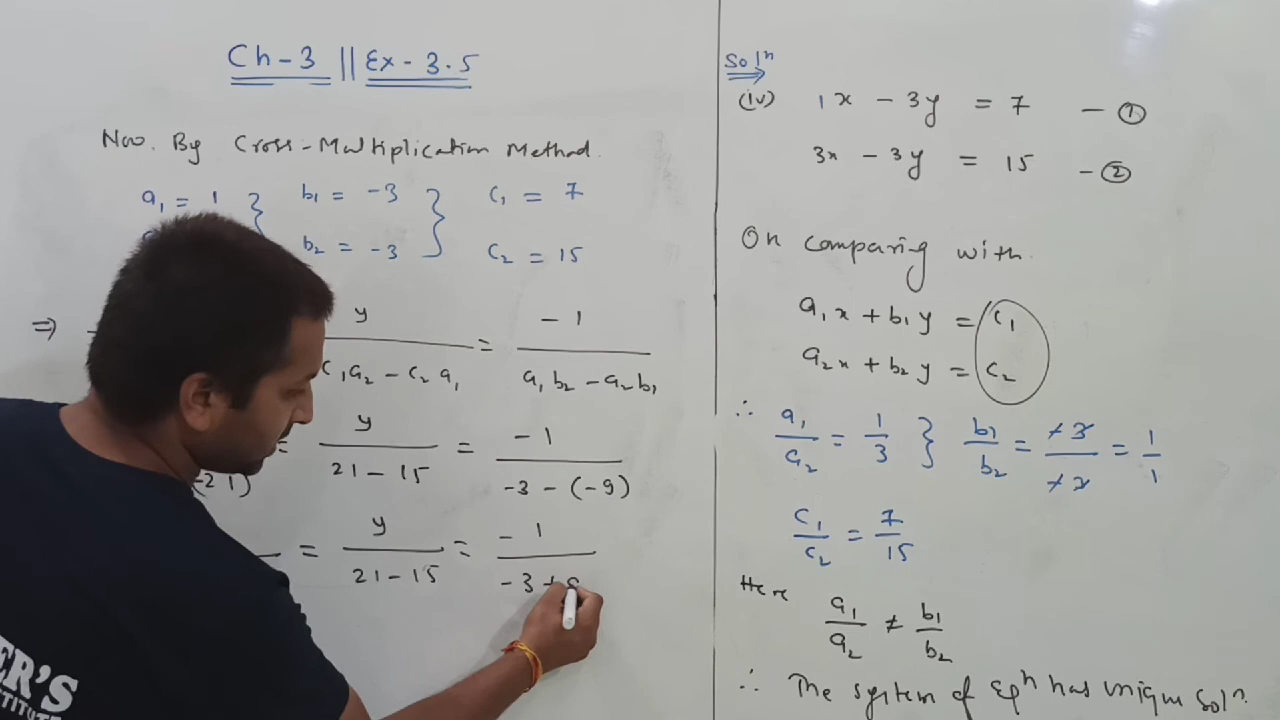 Ch-3 || Ex-3.5
Now. By Cross-Multiplication Method.
a₁ = 1 } b₁ = -3 } c₁ = 7
b₂ = -3 c₂ = 15
⇒ y / c₁a₂ - c₂a₁ = -1 / a₁b₂ - a₂b₁
(-21) = y / 21-15 = -1 / -3-(-9)
= y / 21-15 = -1 / -3+
ER'S
Solⁿ
(iv) 1x - 3y = 7 - ①
3x - 3y = 15 - ②
On comparing with.
a₁x + b₁y = c₁
a₂x + b₂y = c₂
∴ a₁/a₂ = 1/3 } b₁/b₂ = -3/-3 = 1/1
c₁/c₂ = 7/15
Here a₁/a₂ ≠ b₁/b₂
∴ The system of Eqⁿ has unique Solⁿ.